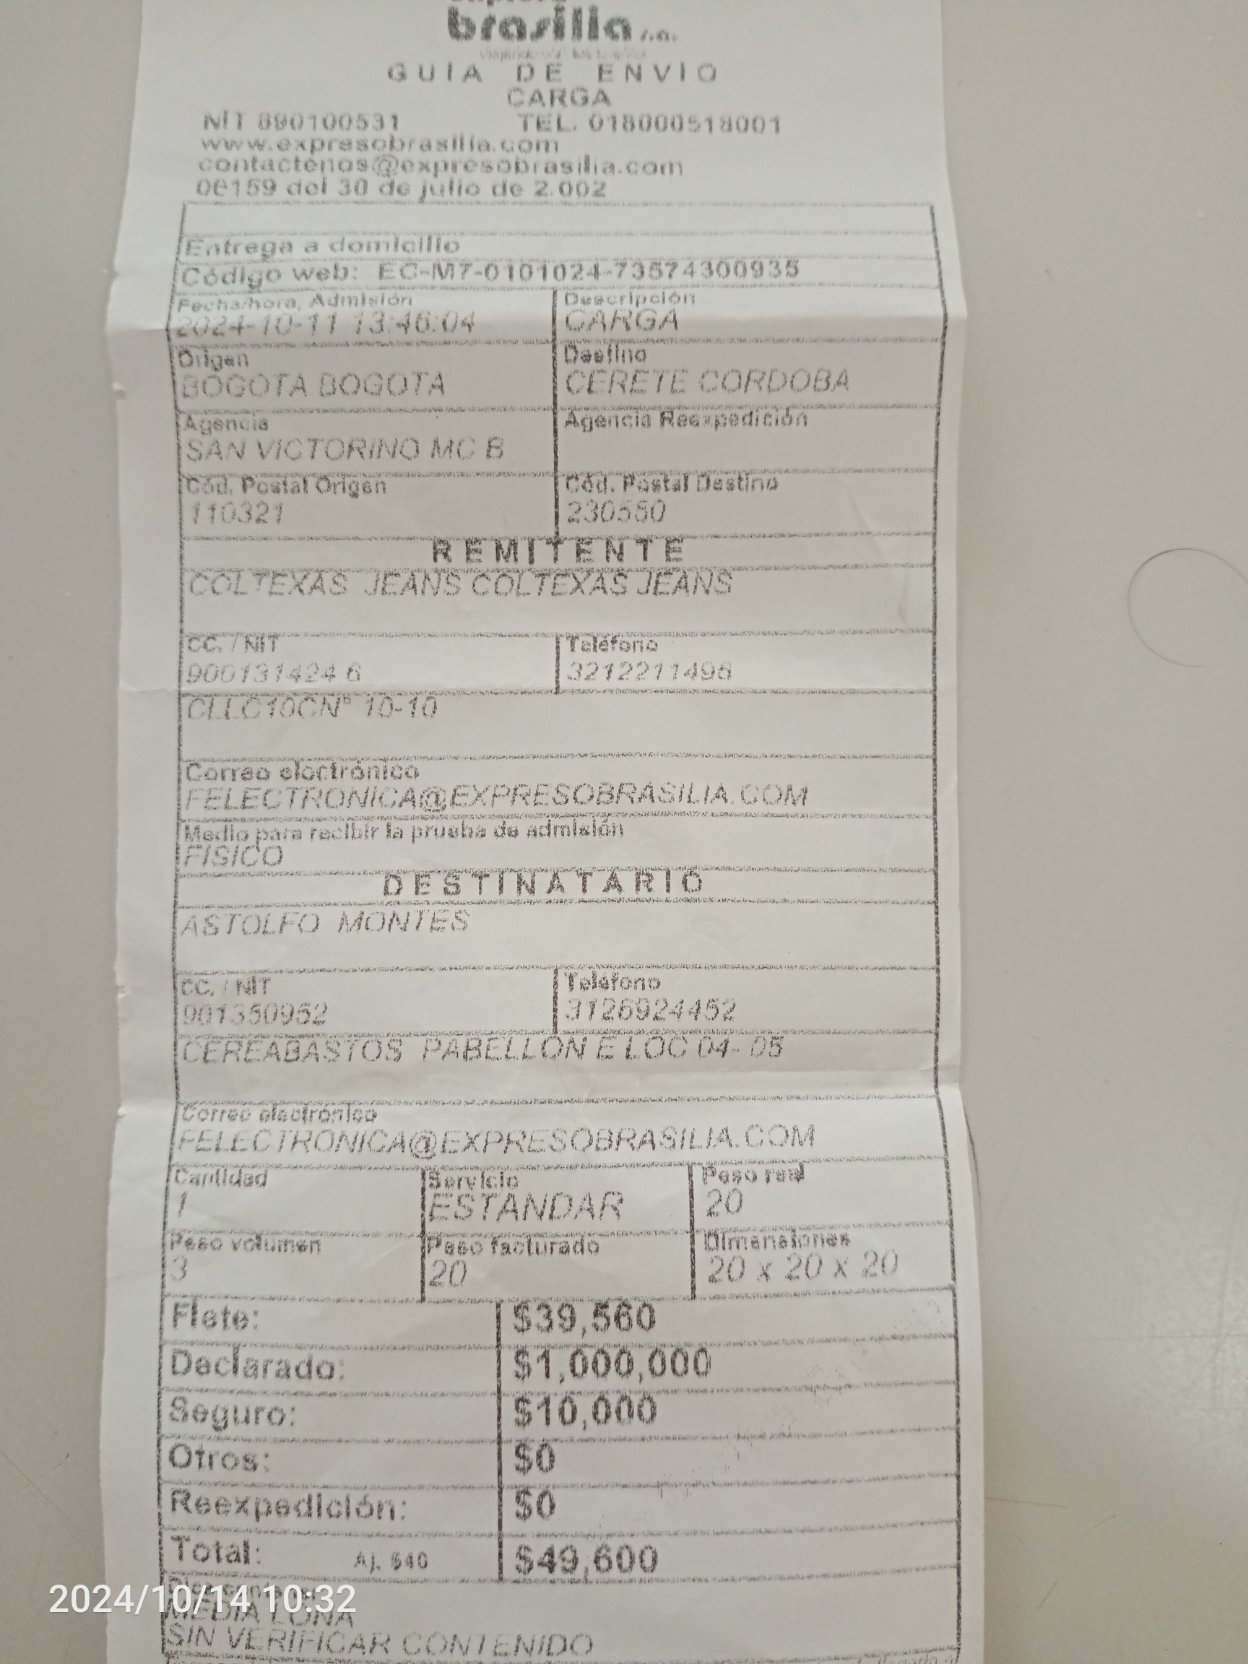 brasilia s.a.
GUIA DE ENVIO
CARGA
NIT 890100531 TEL. 018000518001
www.expresobrasilia.com
contactenos@expresobrasilia.com
00159 del 30 de julio de 2.002
Entrega a domicilio
Código web: EC-M7-0101024-73574300935
Fecha/hora, Admisión Descripción
2024-10-11 13:46:04 CARGA
Origen Destino
BOGOTA BOGOTA CERETE CORDOBA
Agencia Agencia Reexpedición
SAN VICTORINO MC B
Cód. Postal Origen Cód. Postal Destino
110321 230550
REMITENTE
COLTEXAS JEANS COLTEXAS JEANS
CC. / NIT Teléfono
900131424 6 3212211496
CLLC10CN° 10-10
Correo electrónico
FELECTRONICA@EXPRESOBRASILIA.COM
Medio para recibir la prueba de admisión
FISICO
DESTINATARIO
ASTOLFO MONTES
CC. / NIT Teléfono
901350952 3126924452
CEREABASTOS PABELLON E LOC 04- 05
Correo electrónico
FELECTRONICA@EXPRESOBRASILIA.COM
Cantidad Servicio Peso real
1 ESTANDAR 20
Peso volumen Peso facturado Dimensiones
3 20 20 x 20 x 20
Flete: $39,560
Declarado: $1,000,000
Seguro: $10,000
Otros: $0
Reexpedición: $0
Total: Aj. $40 $49,600
2024/10/14 10:32
MEDIA LONA
SIN VERIFICAR CONTENIDO